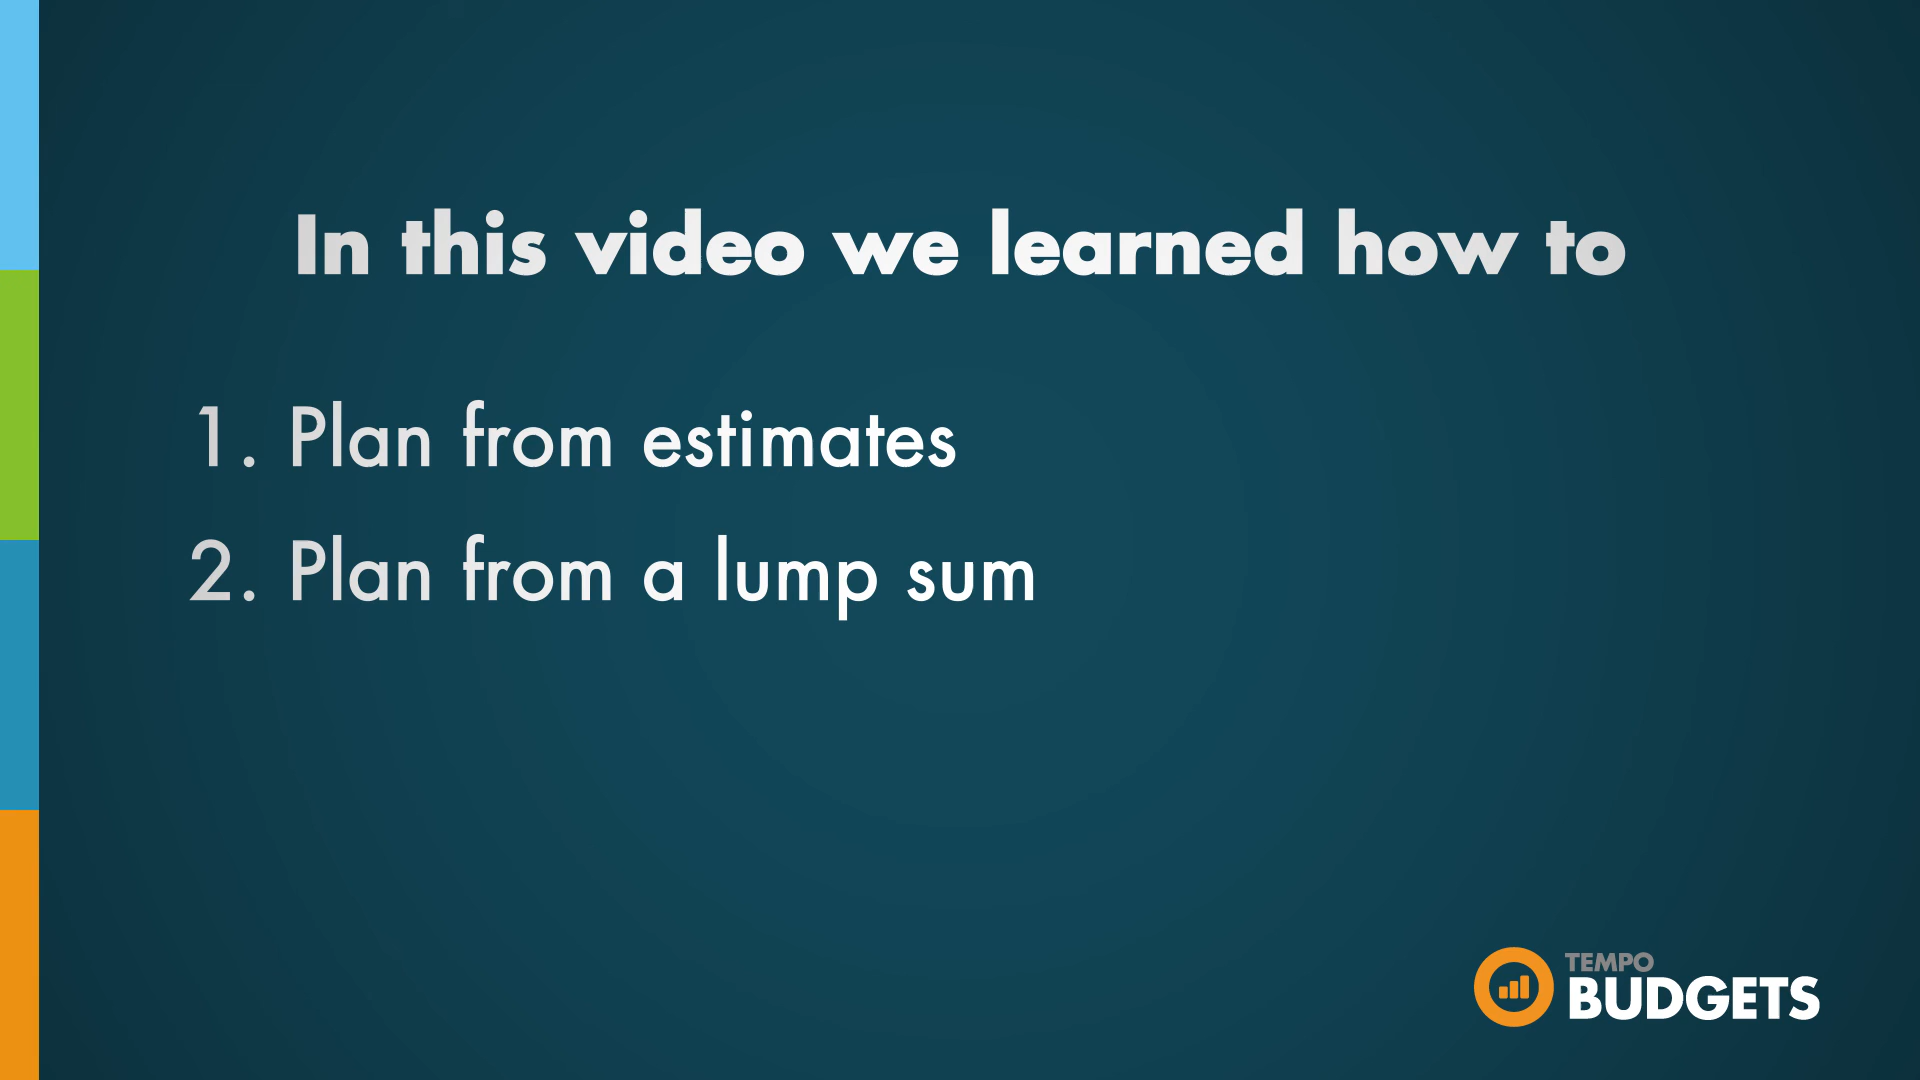 In this video we learned how to
1. Plan from estimates
2. Plan from a lump sum
TEMPO
BUDGETS